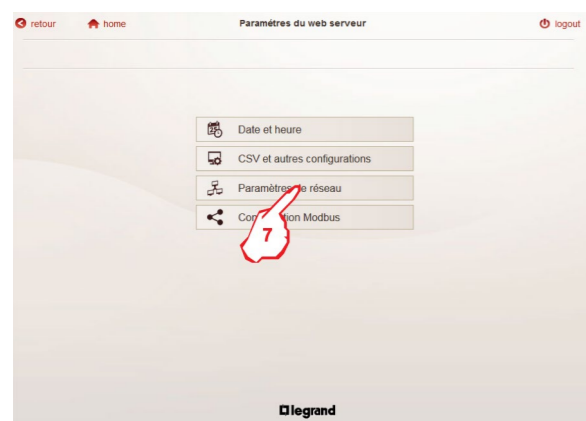 retour home Paramétres du web serveur logout
Date et heure
CSV et autres configurations
Paramètres de réseau
Modbus
7
legrand